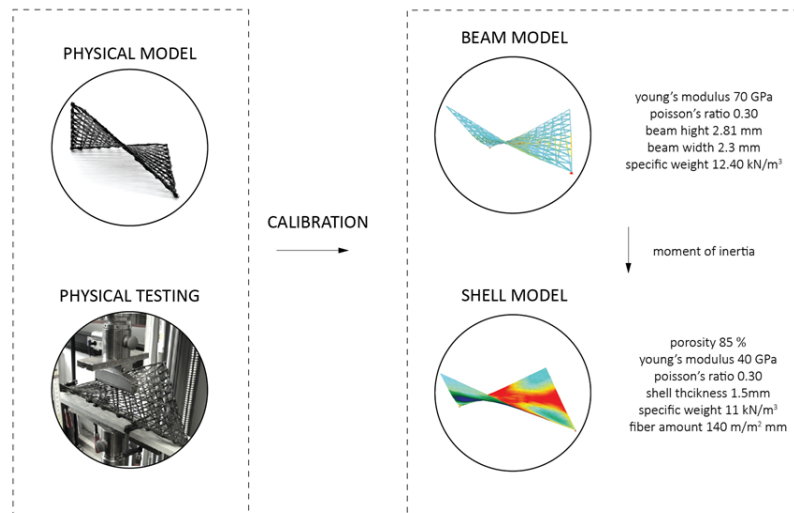 PHYSICAL MODEL
PHYSICAL TESTING
CALIBRATION
BEAM MODEL
young's modulus 70 GPa
poisson's ratio 0.30
beam hight 2.81 mm
beam width 2.3 mm
specific weight 12.40 kN/m³
moment of inertia
SHELL MODEL
porosity 85 %
young's modulus 40 GPa
poisson's ratio 0.30
shell thcikness 1.5mm
specific weight 11 kN/m³
fiber amount 140 m/m² mm